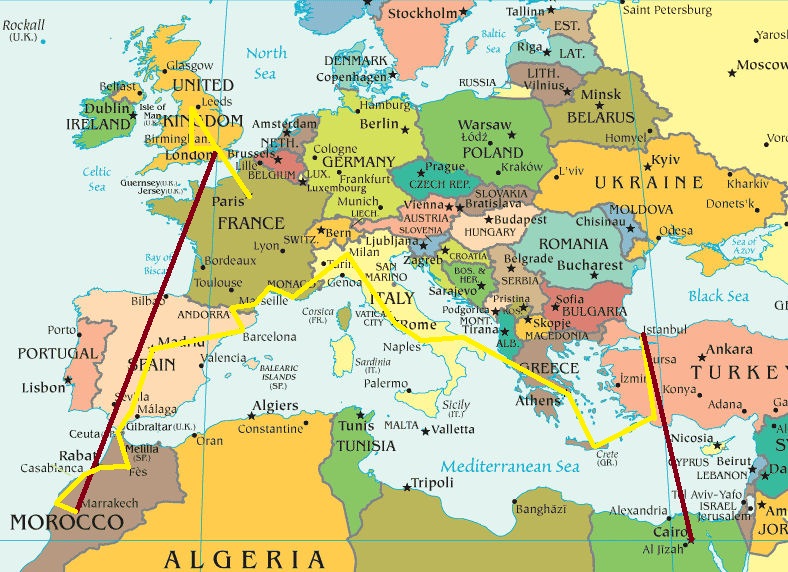 Rockall
(U.K.)
Stockholm
Tallinn
EST.
Saint Petersburg
Yarosl
North
Sea
Baltic
Sea
Riga
LAT.
Moscow
Glasgow
DENMARK
Copenhagen
RUSSIA
LITH.
Vilnius
UNITED
KINGDOM
Belfast
Leeds
Isle of
Man
(U.K.)
Dublin
IRELAND
Birmingham
London
Hamburg
Berlin
Minsk
BELARUS
Homyel'
Amsterdam
NETH.
Warsaw
Łódź
POLAND
Kraków
Celtic
Sea
Brussels
Lille
BELGIUM
LUX.
Luxembourg
Cologne
GERMANY
Frankfurt
Prague
CZECH REP.
L'viv
Kyiv
UKRAINE
Kharkiv
Donets'k
Guernsey (U.K.)
Jersey (U.K.)
Paris
FRANCE
Munich
LIECH.
Vienna
AUSTRIA
SLOVENIA
SLOVAKIA
Bratislava
Budapest
HUNGARY
MOLDOVA
Chisinau
Odesa
Sea of
Azov
Bern
SWITZ.
Lyon
Ljubljana
Zagreb
CROATIA
ROMANIA
Bucharest
Belgrade
SERBIA
Bay of
Bisca
Bordeaux
Toulouse
Milan
Turin
Genoa
SAN
MARINO
BOS. &
HER.
Sarajevo
Black Sea
Bilbao
ANDORRA
Marseille
MONACO
ITALY
Corsica
(FR.)
VATICAN
CITY
Rome
Podgorica
MONT.
Pristina
KOS.
Sofia
BULGARIA
Skopje
MACEDONIA
Tirana
ALB.
Istanbul
Porto
PORTUGAL
Lisbon
Madrid
SPAIN
Barcelona
Valencia
BALEARIC
ISLANDS
(SP.)
Sardinia
(IT.)
Naples
GREECE
Athens
Bursa
Ankara
TURKEY
İzmir
Konya
Adana
Sevilla
Málaga
Gibraltar (U.K.)
Palermo
Sicily
(IT.)
Ceuta
Melilla
(SP.)
Oran
Algiers
Constantine
Tunis
TUNISIA
MALTA
Valletta
Crete
(GR.)
Nicosia
CYPRUS
Beirut
LEBANON
Rabat
Casablanca
Fès
Marrakech
MOROCCO
ALGERIA
Mediterranean Sea
Tripoli
Banghāzī
Tel Aviv-Yafo
ISRAEL
Jerusalem
Alexandria
Cairo
Al Jīzah
JOR